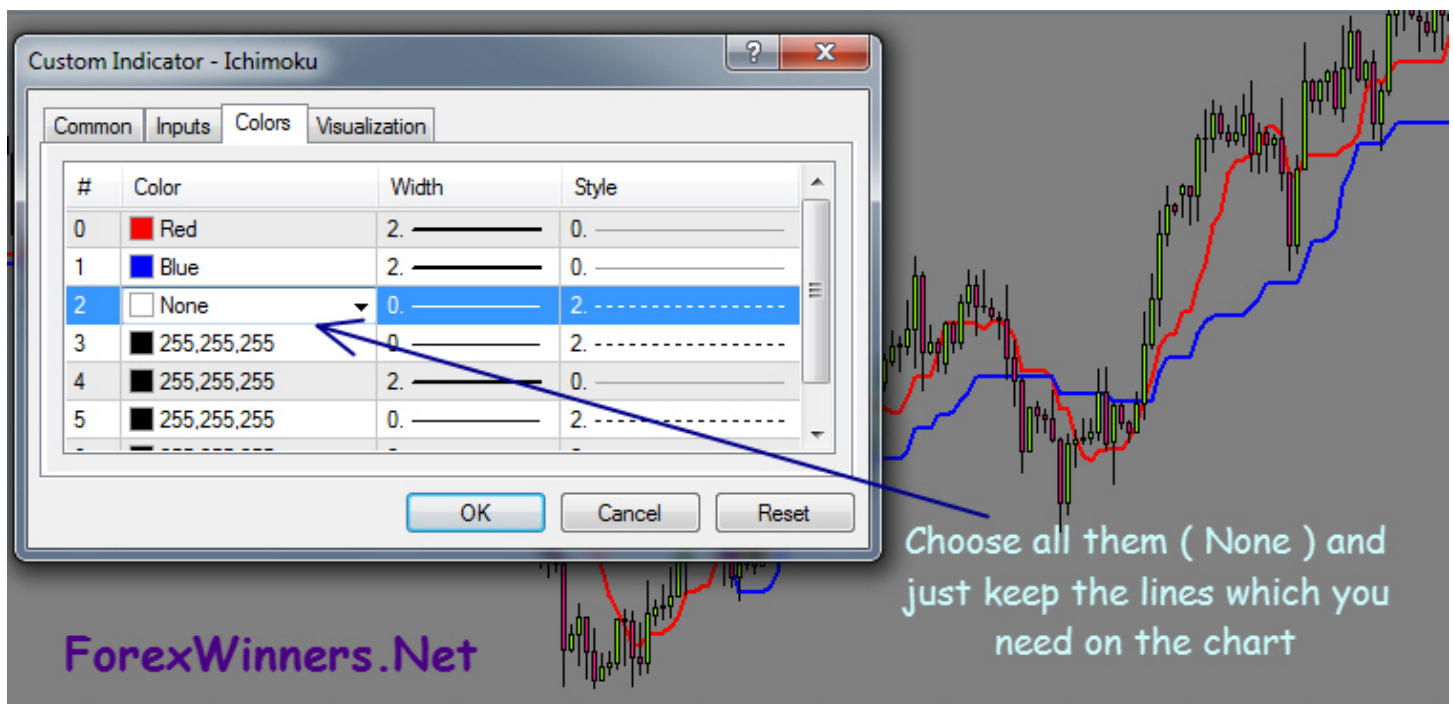 Custom Indicator - Ichimoku
? X
Common Inputs Colors Visualization
# Color Width Style
0 Red 2. 0.
1 Blue 2. 0.
2 None 0. 2.
3 255,255,255 0. 2.
4 255,255,255 2. 0.
5 255,255,255 0. 2.
OK Cancel Reset
Choose all them ( None ) and
just keep the lines which you
need on the chart
ForexWinners.Net